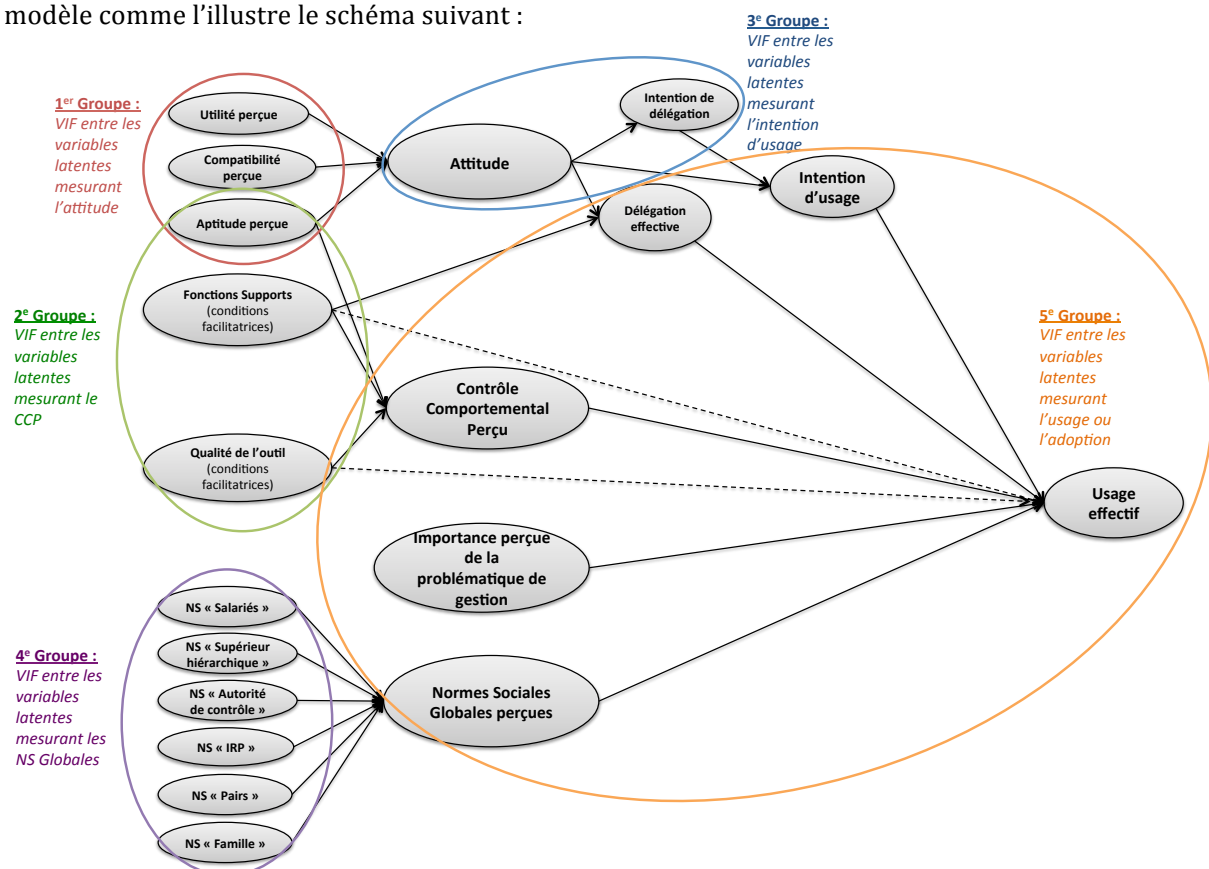 modèle comme l’illustre le schéma suivant :
3e Groupe :
VIF entre les
variables
latentes
mesurant
l’intention
d’usage
1er Groupe :
VIF entre les
variables
latentes
mesurant
l’attitude
Utilité perçue
Compatibilité
perçue
Aptitude perçue
Attitude
Intention de
délégation
Intention
d’usage
Délégation
effective
2e Groupe :
VIF entre les
variables
latentes
mesurant le
CCP
Fonctions Supports
(conditions
facilitatrices)
Qualité de l’outil
(conditions
facilitatrices)
Contrôle
Comportemental
Perçu
5e Groupe :
VIF entre les
variables
latentes
mesurant
l’usage ou
l’adoption
Usage
effectif
Importance perçue
de la
problématique de
gestion
4e Groupe :
VIF entre les
variables
latentes
mesurant les
NS Globales
NS « Salariés »
NS « Supérieur
hiérarchique »
NS « Autorité
de contrôle »
NS « IRP »
NS « Pairs »
NS « Famille »
Normes Sociales
Globales perçues